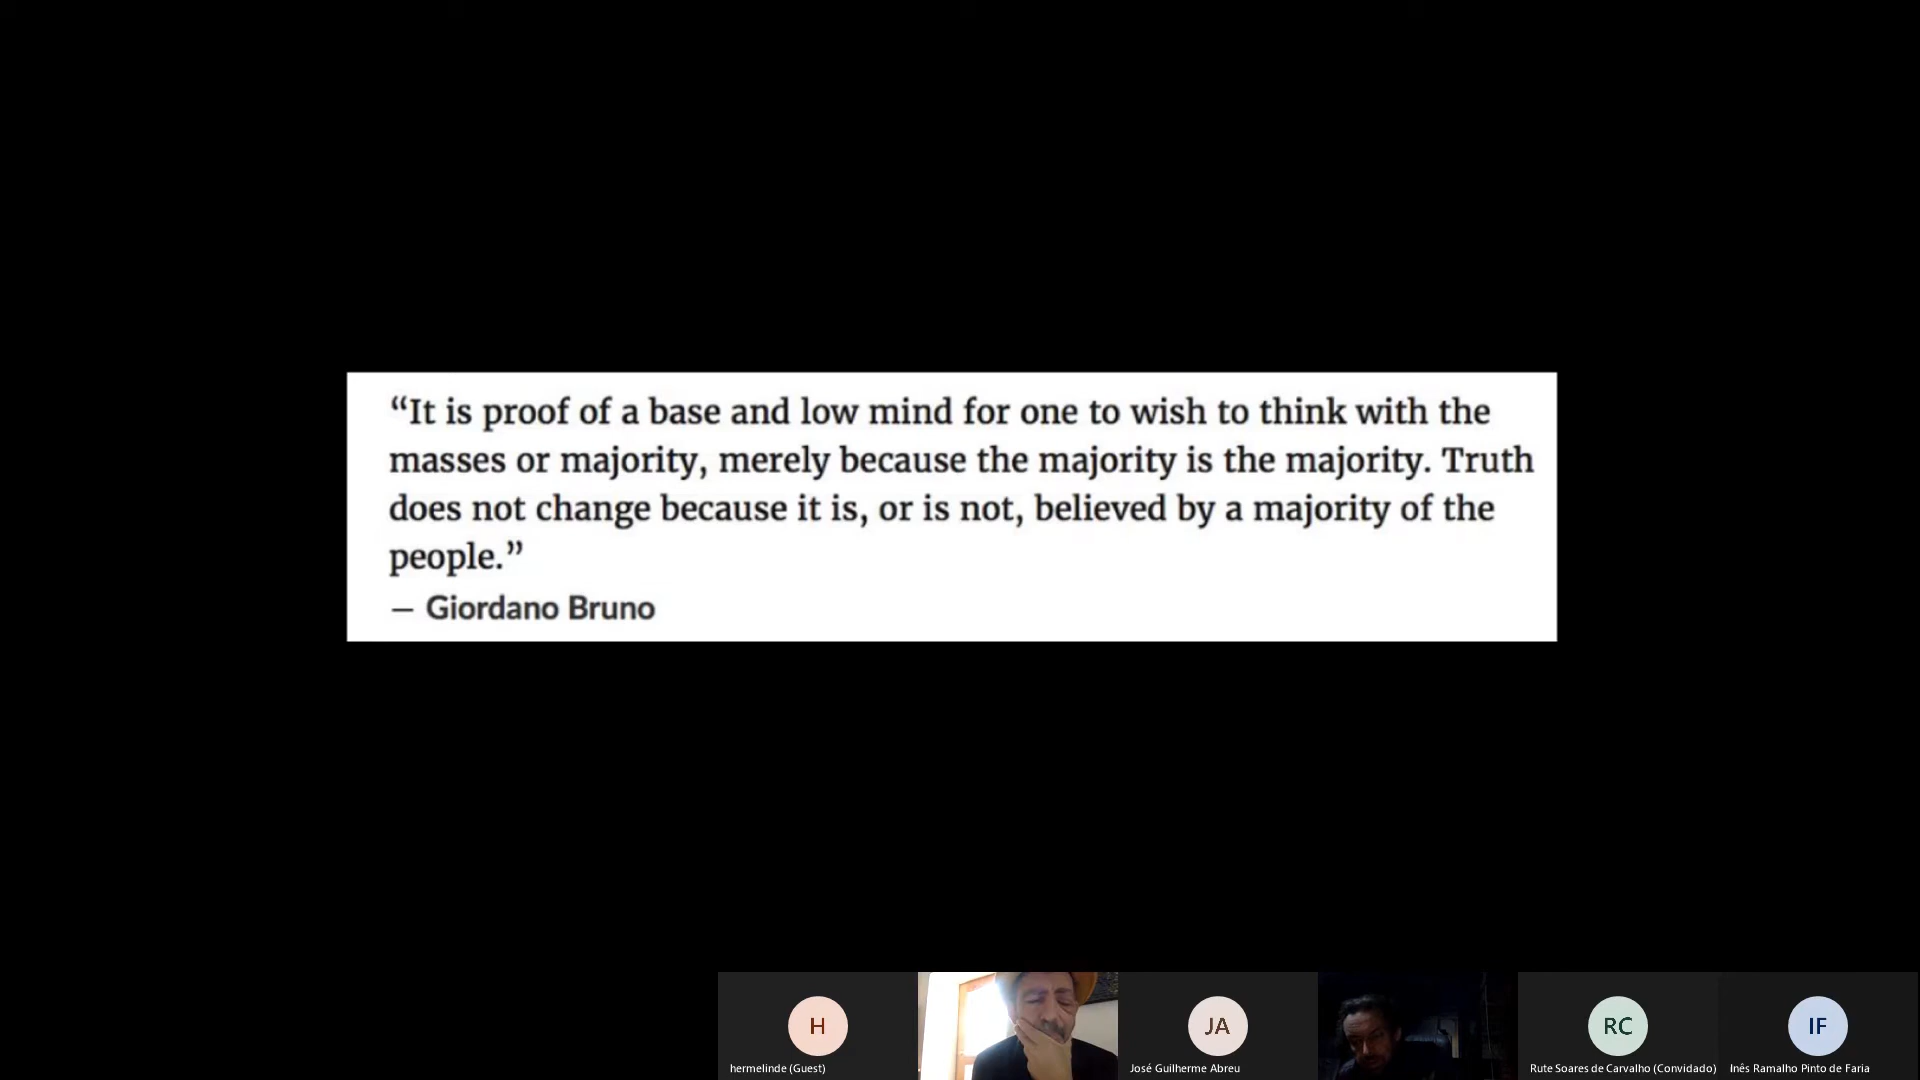 “It is proof of a base and low mind for one to wish to think with the
masses or majority, merely because the majority is the majority. Truth
does not change because it is, or is not, believed by a majority of the
people.”
— Giordano Bruno
H
JA
RC
IF
hermelinde (Guest)
José Guilherme Abreu
Rute Soares de Carvalho (Convidado)
Inês Ramalho Pinto de Faria